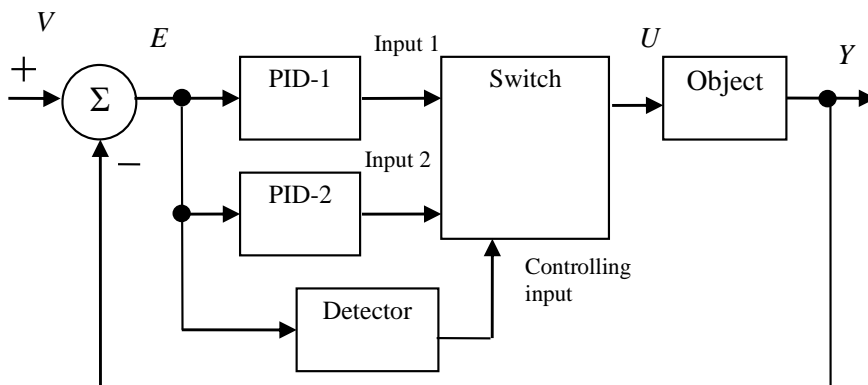 V
E
Input 1
U
Y
+
Σ
PID-1
Switch
Object
Input 2
−
PID-2
Controlling
input
Detector